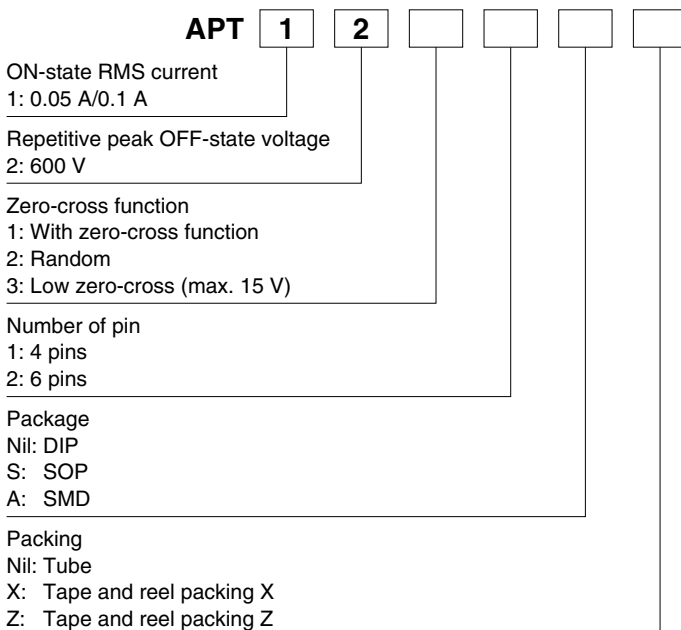 APT 1 2
ON-state RMS current
1: 0.05 A/0.1 A
Repetitive peak OFF-state voltage
2: 600 V
Zero-cross function
1: With zero-cross function
2: Random
3: Low zero-cross (max. 15 V)
Number of pin
1: 4 pins
2: 6 pins
Package
Nil: DIP
S: SOP
A: SMD
Packing
Nil: Tube
X: Tape and reel packing X
Z: Tape and reel packing Z